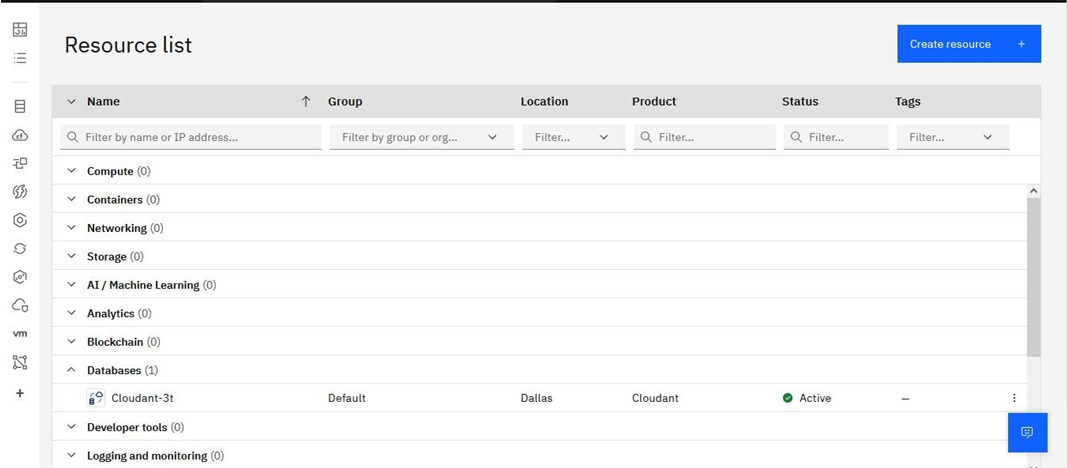 Resource list
Create resource +
Name Group Location Product Status Tags
Filter by name or IP address... Filter by group or org... Filter... Filter... Filter... Filter...
Compute (0)
Containers (0)
Networking (0)
Storage (0)
AI / Machine Learning (0)
Analytics (0)
Blockchain (0)
vm
Databases (1)
Cloudant-3t Default Dallas Cloudant Active –
Developer tools (0)
Logging and monitoring (0)